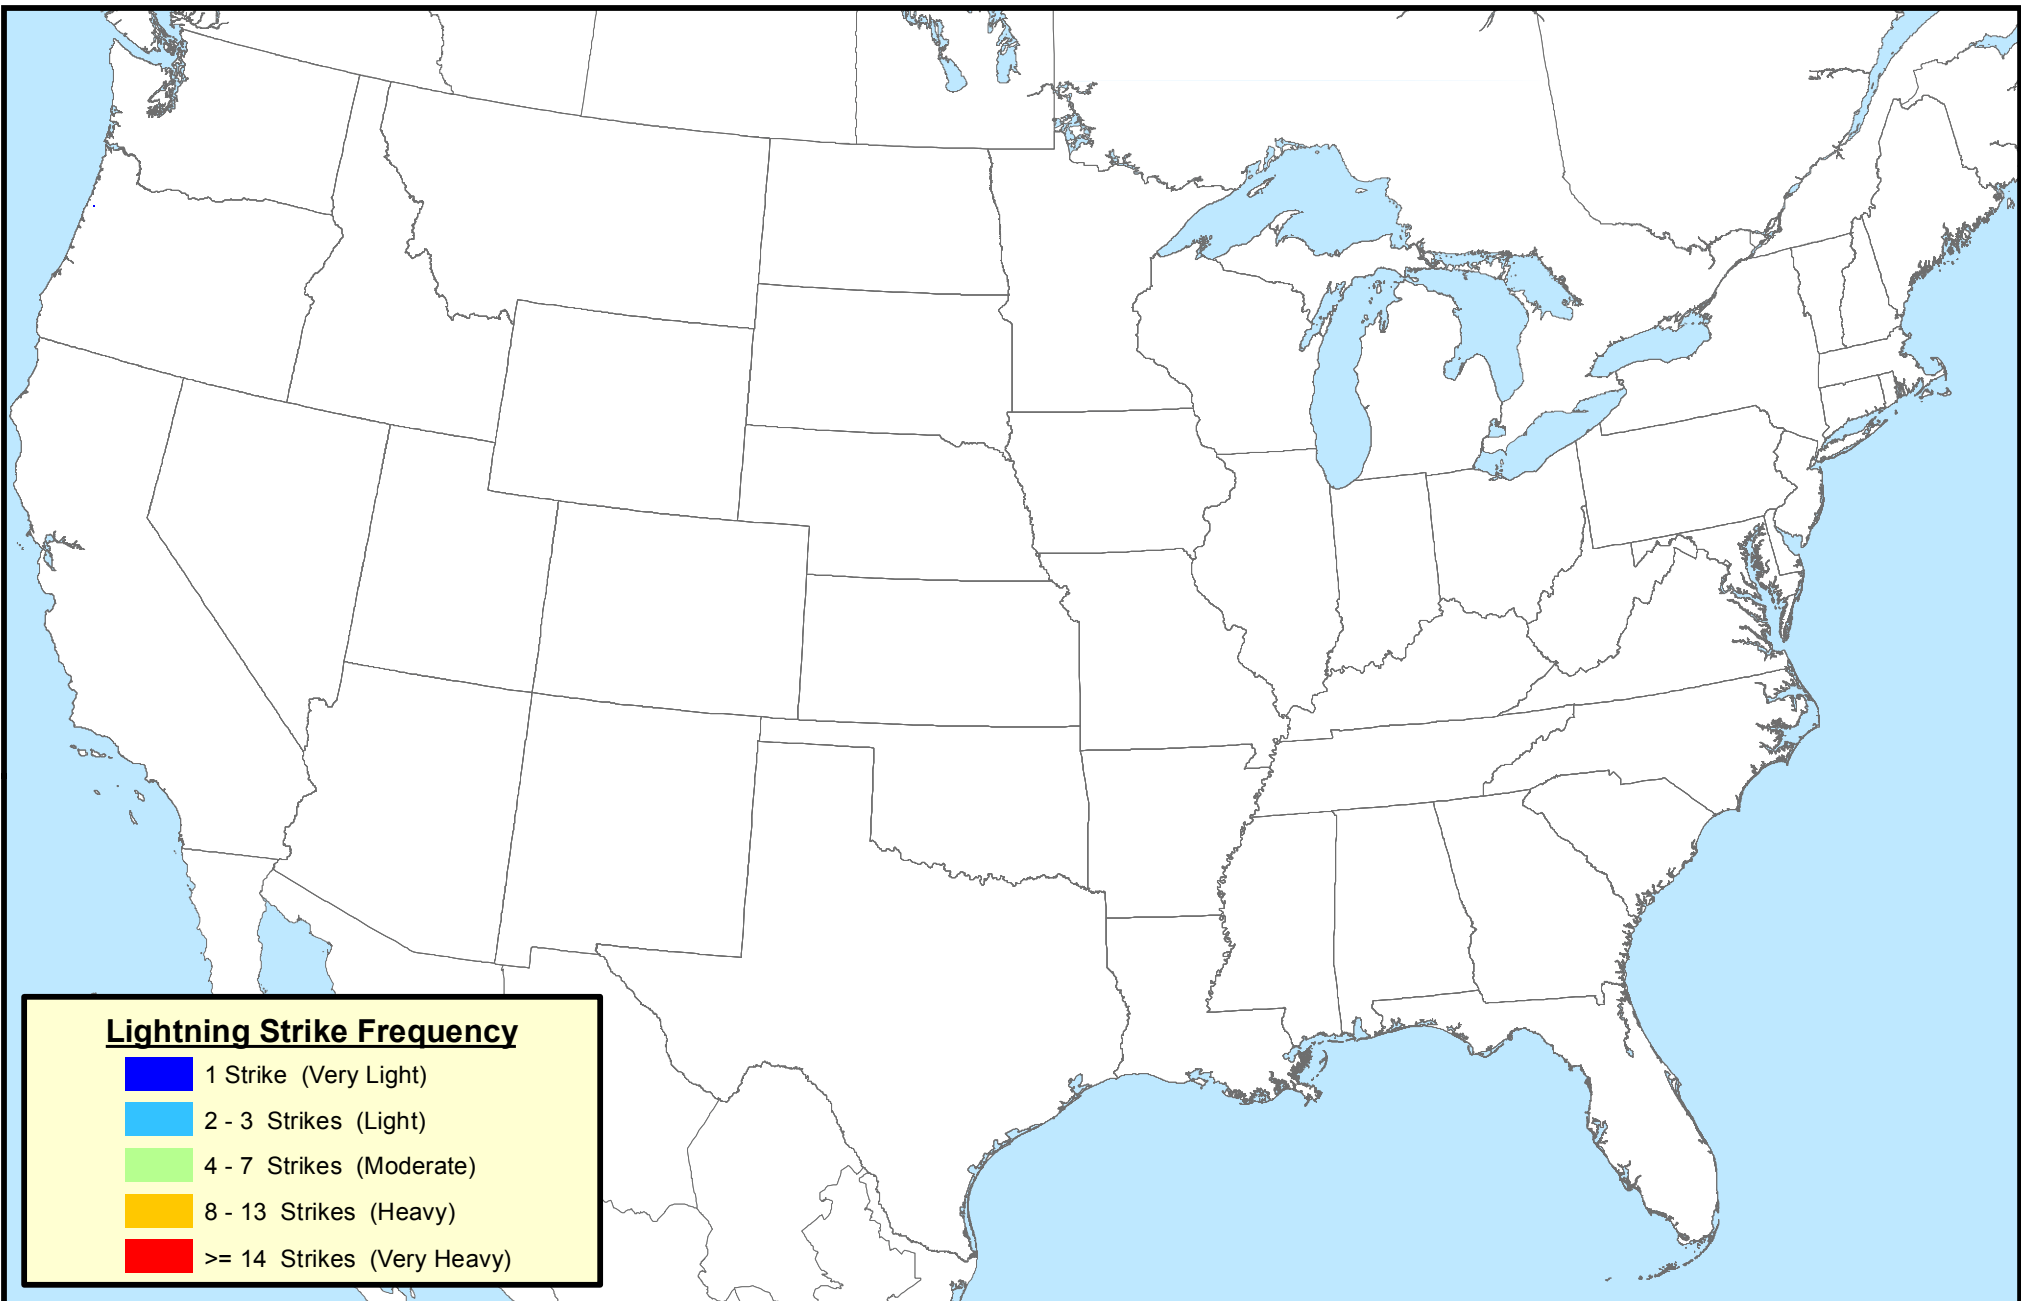 Lightning Strike Frequency
1 Strike (Very Light)
2 - 3 Strikes (Light)
4 - 7 Strikes (Moderate)
8 - 13 Strikes (Heavy)
>= 14 Strikes (Very Heavy)